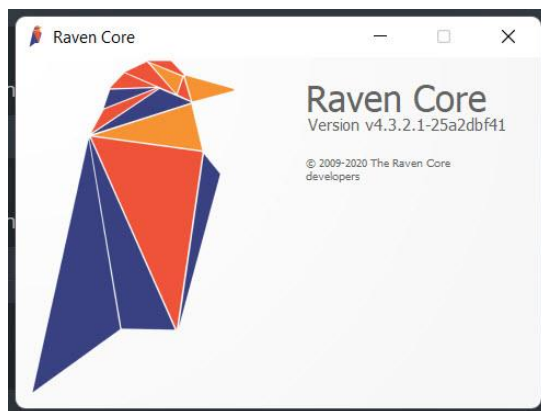 Raven Core
Raven Core
Version v4.3.2.1-25a2dbf41
© 2009-2020 The Raven Core
developers